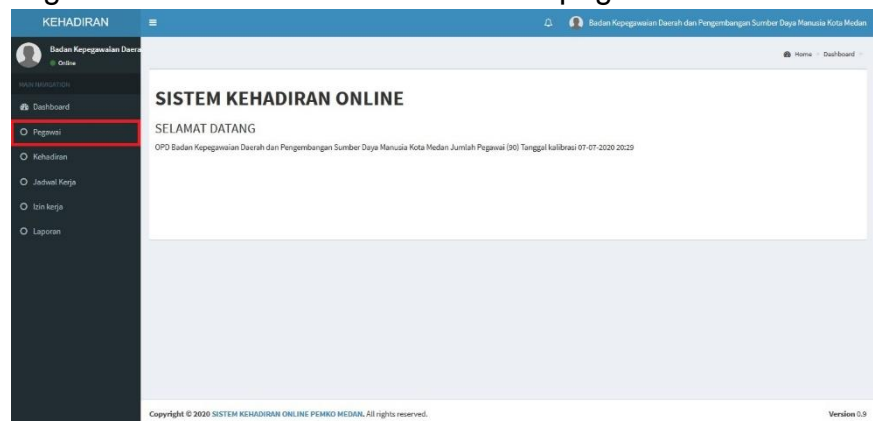 KEHADIRAN
Badan Kepegawaian Daerah dan Pengembangan Sumber Daya Manusia Kota Medan
Badan Kepegawaian Daera
Online
MAIN NAVIGATION
Home
Dashboard
Dashboard
Pegawai
Kehadiran
Jadwal Kerja
Izin kerja
Laporan
SISTEM KEHADIRAN ONLINE
SELAMAT DATANG
OPD Badan Kepegawaian Daerah dan Pengembangan Sumber Daya Manusia Kota Medan Jumlah Pegawai (90) Tanggal kalibrasi 07-07-2020 20:29
Copyright © 2020 SISTEM KEHADIRAN ONLINE PEMKO MEDAN. All rights reserved.
Version 0.9